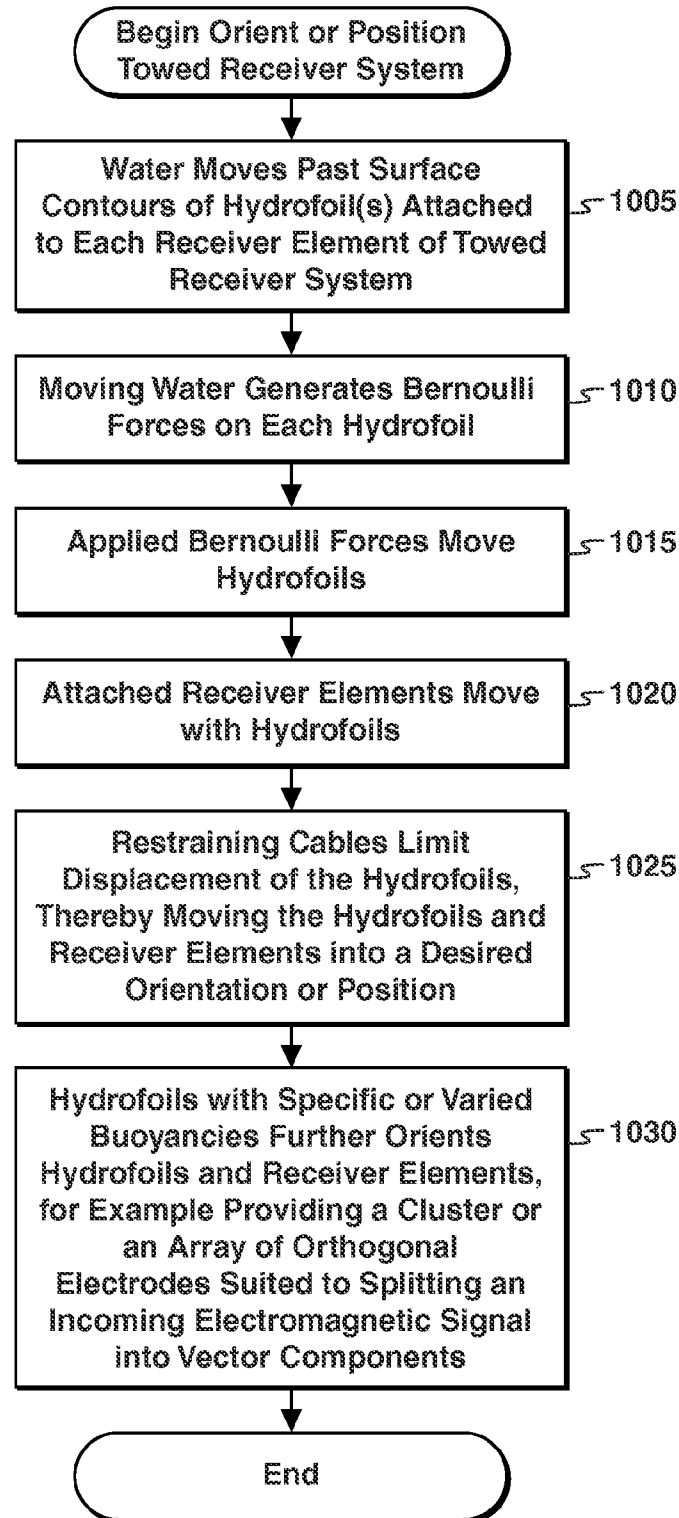 Begin Orient or Position
Towed Receiver System
Water Moves Past Surface
Contours of Hydrofoil(s) Attached
to Each Receiver Element of Towed
Receiver System
1005
Moving Water Generates Bernoulli
Forces on Each Hydrofoil
1010
Applied Bernoulli Forces Move
Hydrofoils
1015
Attached Receiver Elements Move
with Hydrofoils
1020
Restraining Cables Limit
Displacement of the Hydrofoils,
Thereby Moving the Hydrofoils and
Receiver Elements into a Desired
Orientation or Position
1025
Hydrofoils with Specific or Varied
Buoyancies Further Orients
Hydrofoils and Receiver Elements,
for Example Providing a Cluster or
an Array of Orthogonal
Electrodes Suited to Splitting an
Incoming Electromagnetic Signal
into Vector Components
1030
End